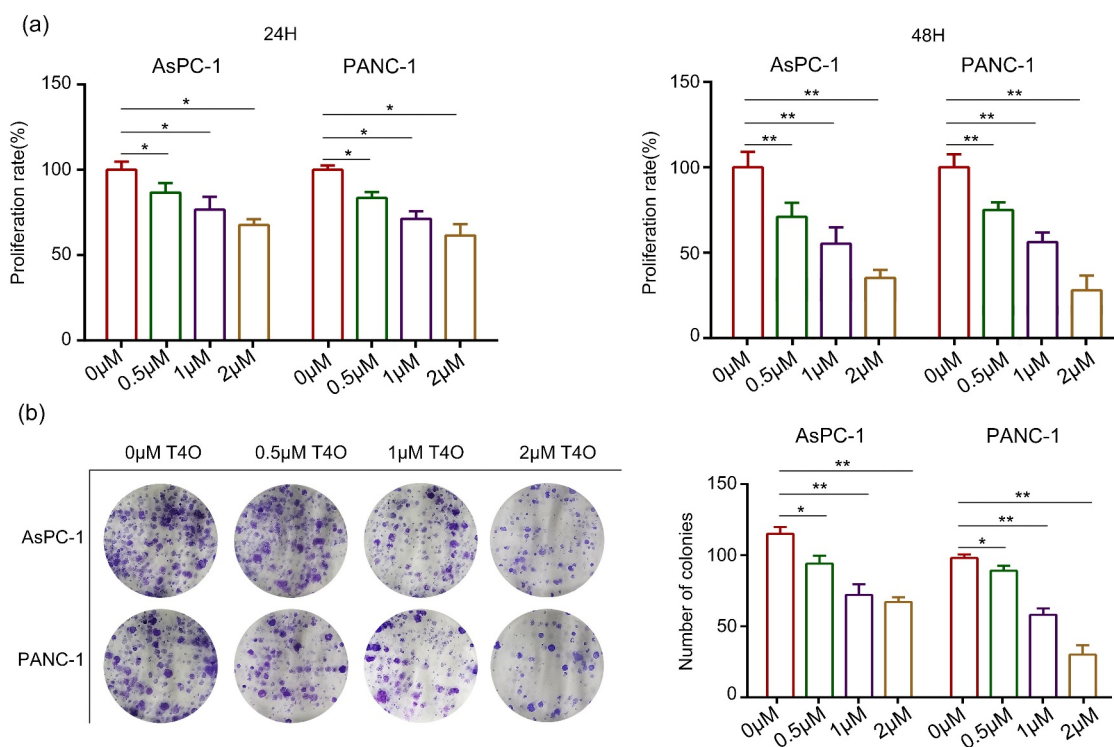 (a)
24H
AsPC-1 PANC-1
Proliferation rate(%)
150
100
50
0
* * *
* * *
0μM 0.5μM 1μM 2μM 0μM 0.5μM 1μM 2μM
48H
AsPC-1 PANC-1
Proliferation rate(%)
150
100
50
0
** ** **
** ** **
0μM 0.5μM 1μM 2μM 0μM 0.5μM 1μM 2μM
(b)
0μM T4O 0.5μM T4O 1μM T4O 2μM T4O
AsPC-1
PANC-1
AsPC-1 PANC-1
Number of colonies
150
100
50
0
** ** *
** ** *
0μM 0.5μM 1μM 2μM 0μM 0.5μM 1μM 2μM